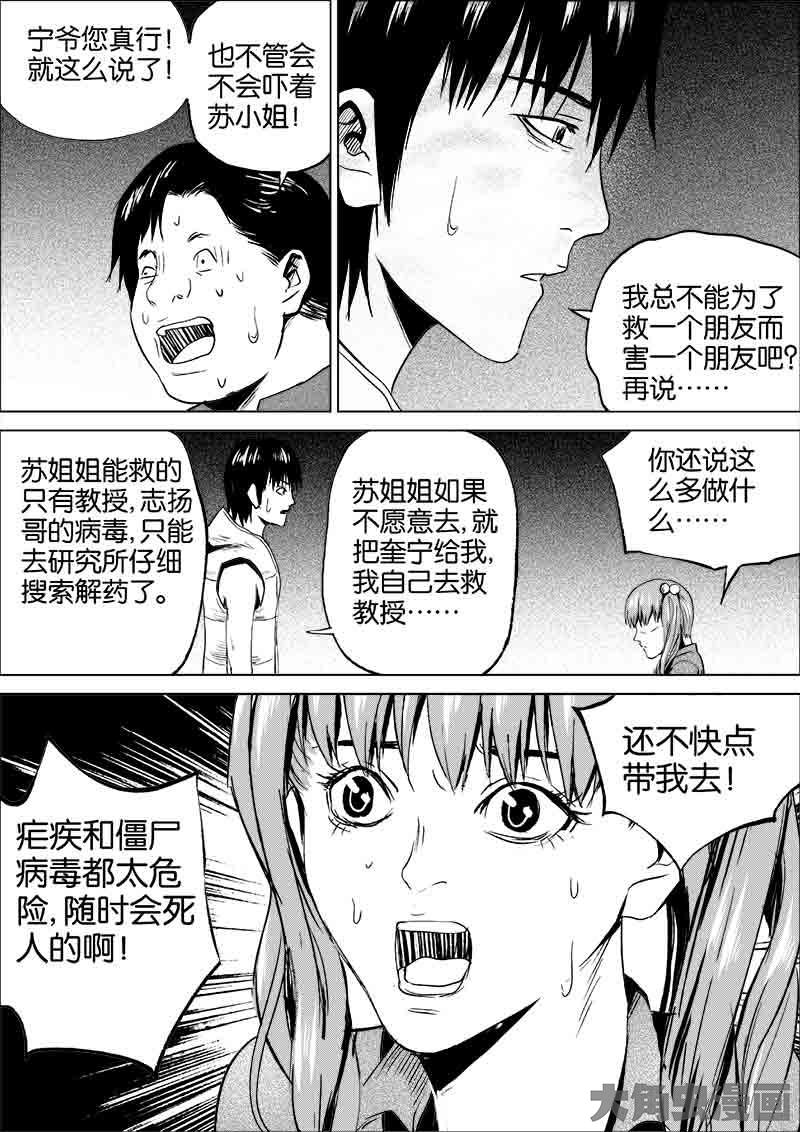 宁爷您真行！
就这么说了！
也不管会
不会吓着
苏小姐！
我总不能为了
救一个朋友而
害一个朋友吧？
再说……
苏姐姐能救的
只有教授，志扬
哥的病毒，只能
去研究所仔细
搜索解药了。
苏姐姐如果
不愿意去，就
把奎宁给我，
我自己去救
教授……
你还说这
么多做什
么……
还不快点
带我去！
疟疾和僵尸
病毒都太危
险，随时会死
人的啊！
大角虫漫画